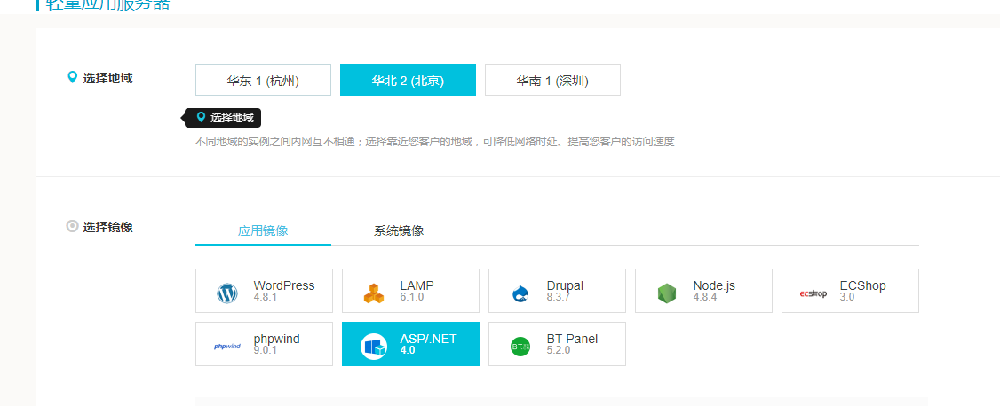 轻量应用服务器
选择地域
华东 1 (杭州)
华北 2 (北京)
华南 1 (深圳)
选择地域
不同地域的实例之间内网互不相通；选择靠近您客户的地域，可降低网络时延、提高您客户的访问速度
选择镜像
应用镜像
系统镜像
WordPress
4.8.1
LAMP
6.1.0
Drupal
8.3.7
Node.js
4.8.4
ECShop
ECShop
3.0
phpwind
phpwind
9.0.1
ASP/.NET
4.0
BT.
BT-Panel
5.2.0